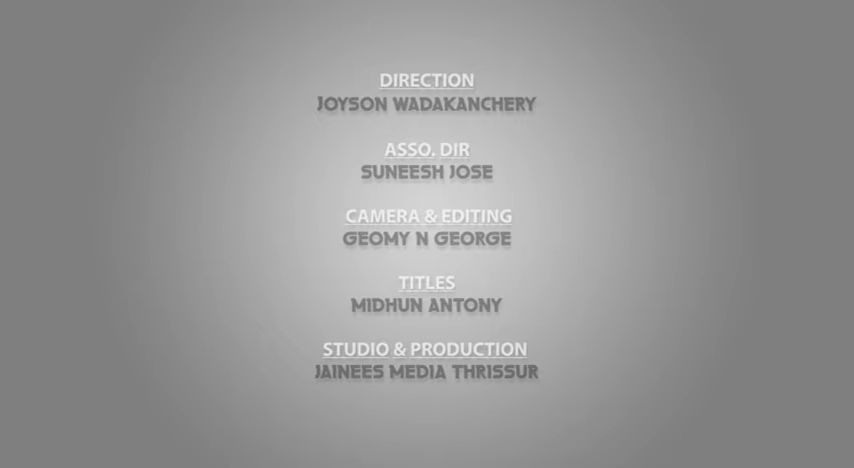 DIRECTION
JOYSON WADAKANCHERY
ASSO. DIR
SUNEESH JOSE
CAMERA & EDITING
GEOMY N GEORGE
TITLES
MIDHUN ANTONY
STUDIO & PRODUCTION
JAINEES MEDIA THRISSUR